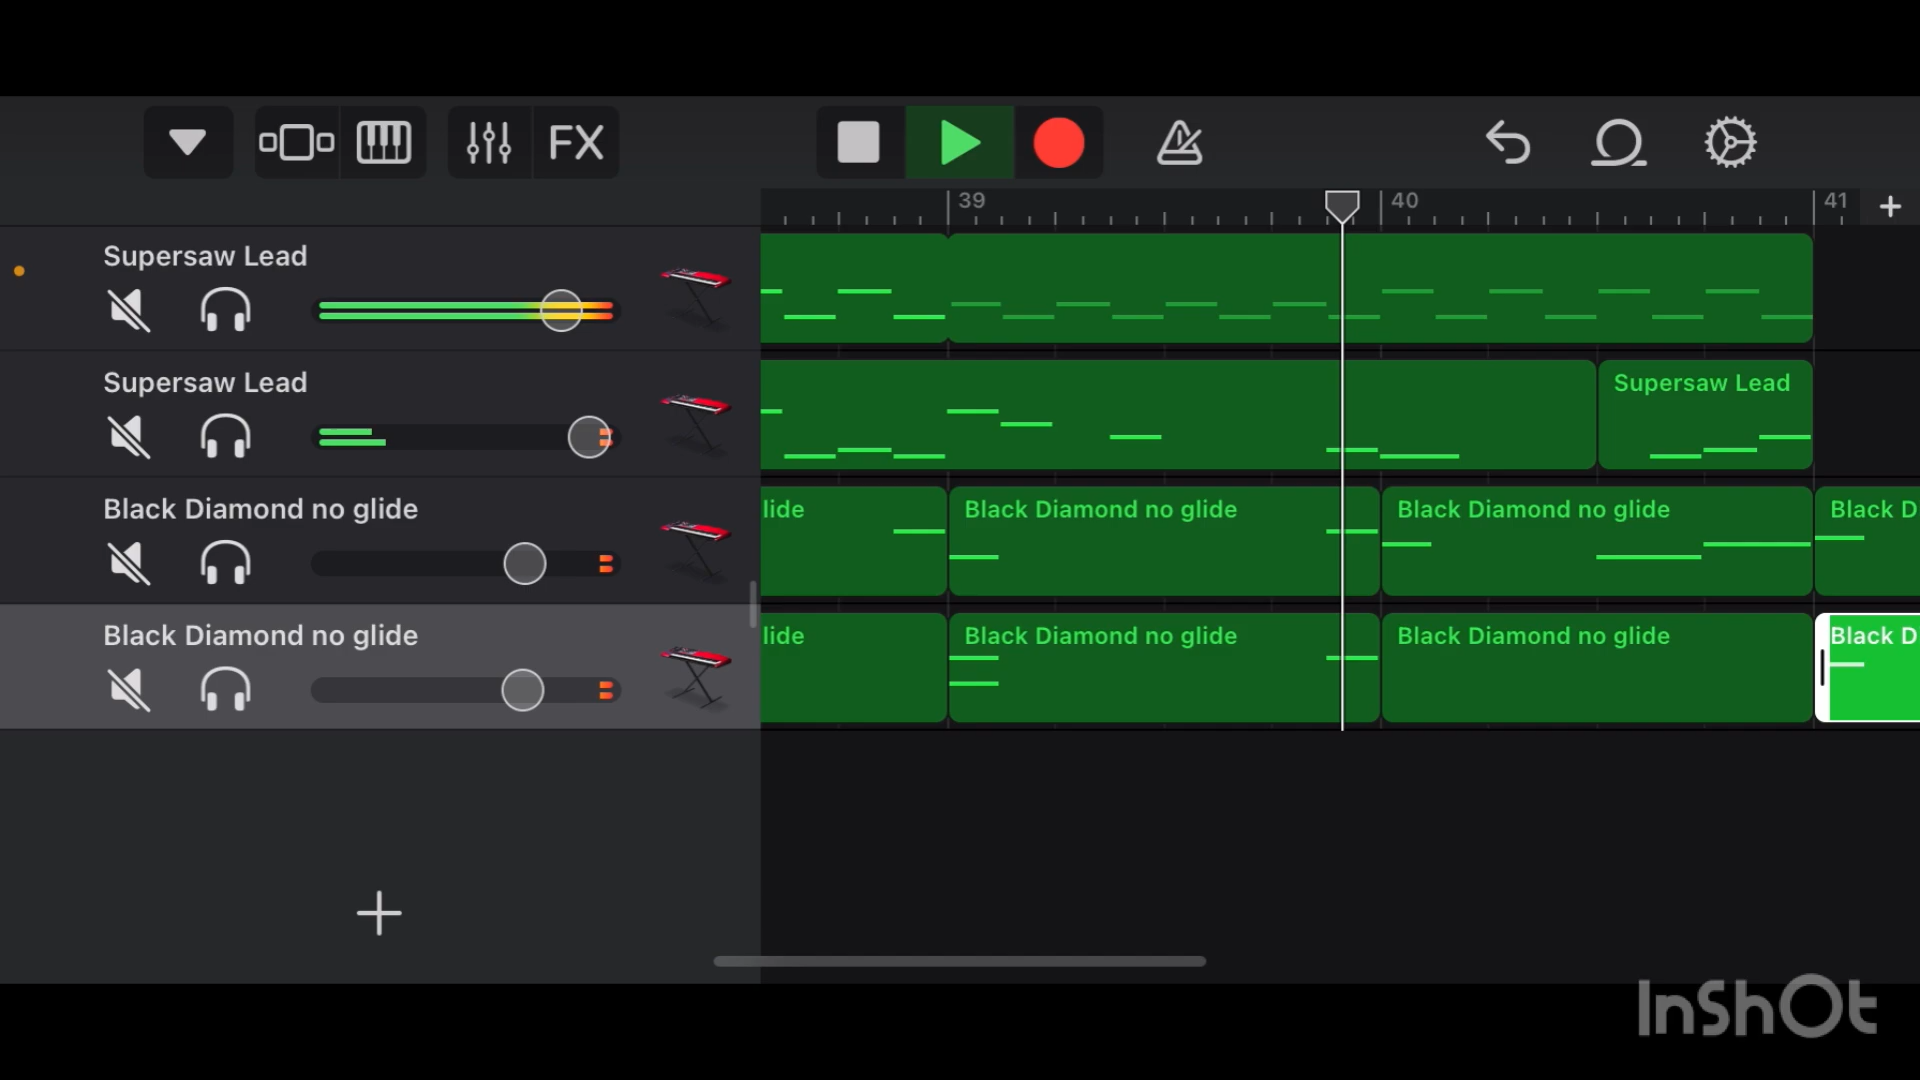 FX
39
40
41
Supersaw Lead
Supersaw Lead
Supersaw Lead
Black Diamond no glide
lide
Black Diamond no glide
Black Diamond no glide
Black D
Black Diamond no glide
lide
Black Diamond no glide
Black Diamond no glide
Black D
InShOt